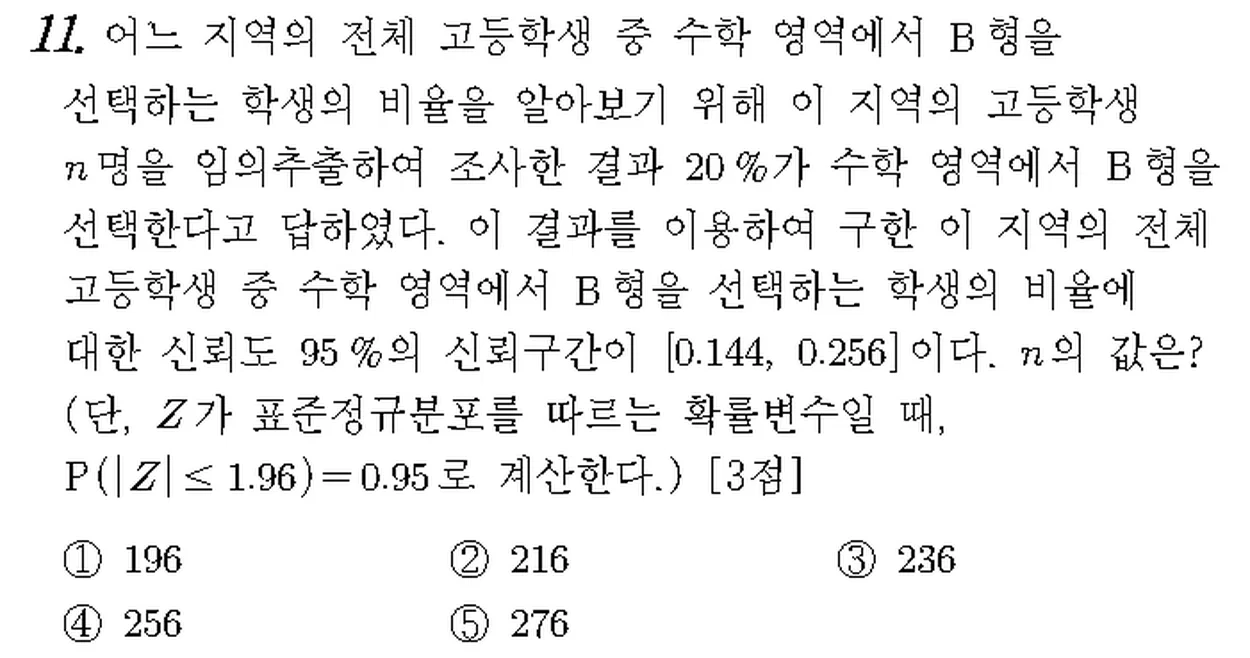 11. 어느 지역의 전체 고등학생 중 수학 영역에서 B형을
선택하는 학생의 비율을 알아보기 위해 이 지역의 고등학생
n명을 임의추출하여 조사한 결과 20%가 수학 영역에서 B형을
선택한다고 답하였다. 이 결과를 이용하여 구한 이 지역의 전체
고등학생 중 수학 영역에서 B형을 선택하는 학생의 비율에
대한 신뢰도 95%의 신뢰구간이 [0.144, 0.256]이다. n의 값은?
(단, Z가 표준정규분포를 따르는 확률변수일 때,
P(|Z|≤1.96)=0.95로 계산한다.) [3점]
① 196 ② 216 ③ 236
④ 256 ⑤ 276